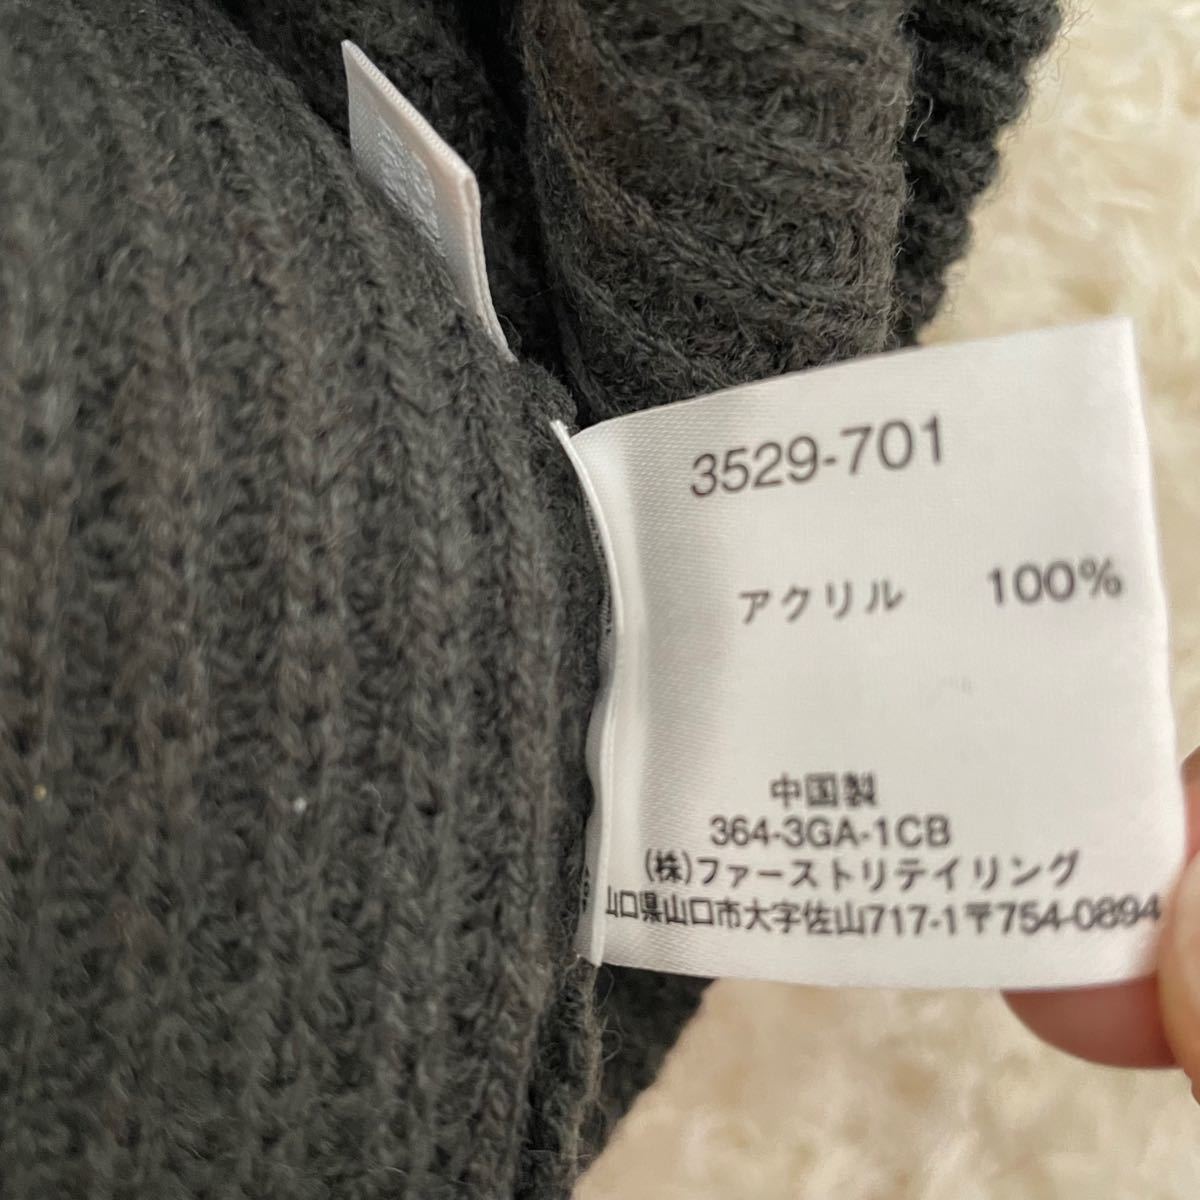 3529-701
アクリル 100%
中国製
364-3GA-1CB
(株)ファーストリテイリング
山口県山口市大字佐山717-1〒754-0894